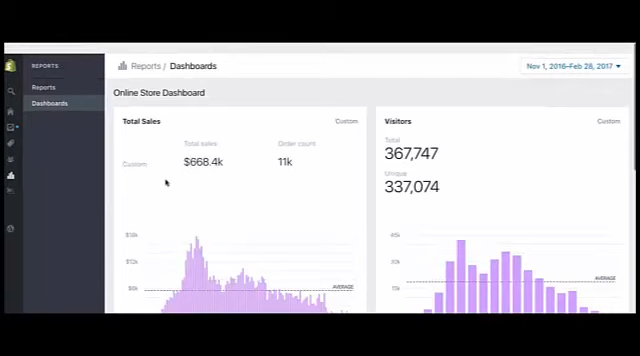 REPORTS
Reports
Dashboards
Reports / Dashboards
Nov 1, 2016–Feb 28, 2017
Online Store Dashboard
Total Sales
Custom
Total sales
Order count
Custom
$668.4k
11k
$12k
AVERAGE
Visitors
Custom
Total
367,747
Unique
337,074
45k
30k
15k
AVERAGE